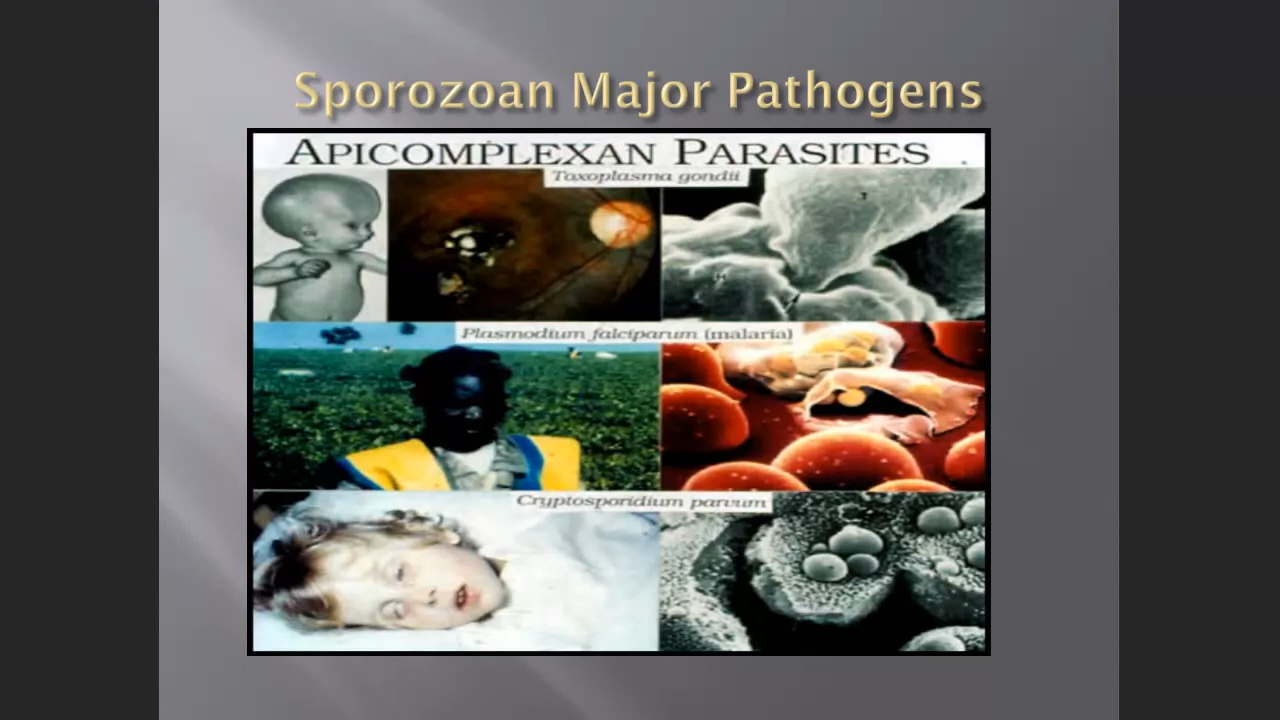 Sporozoan Major Pathogens
APICOMPLEXAN PARASITES
Toxoplasma gondii
T
H
Plasmodium falciparum (malaria)
Cryptosporidium parvum